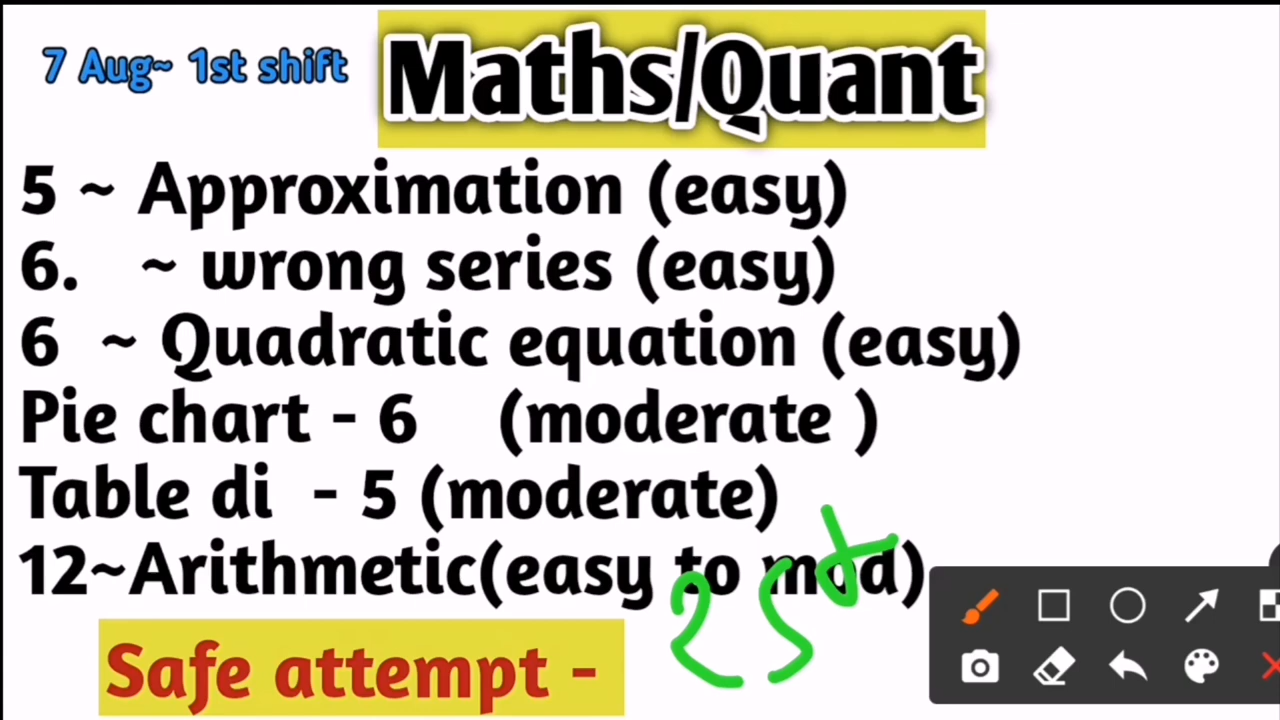 7 Aug~ 1st shift
Maths/Quant
5 ~ Approximation (easy)
6. ~ wrong series (easy)
6 ~ Quadratic equation (easy)
Pie chart - 6 (moderate )
Table di - 5 (moderate)
12~Arithmetic(easy to mod)
Safe attempt - 25+